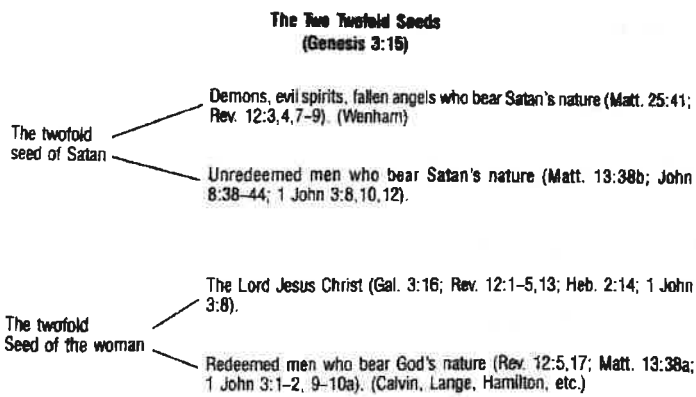 The Two Twofold Seeds
(Genesis 3:15)
Demons, evil spirits, fallen angels who bear Satan's nature (Matt. 25:41;
Rev. 12:3,4,7–9). (Wenham)
The twofold
seed of Satan
Unredeemed men who bear Satan's nature (Matt. 13:38b; John
8:38–44; 1 John 3:8,10,12).
The Lord Jesus Christ (Gal. 3:16; Rev. 12:1–5,13; Heb. 2:14; 1 John
3:8).
The twofold
Seed of the woman
Redeemed men who bear God's nature (Rev. 12:5,17; Matt. 13:38a;
1 John 3:1–2, 9–10a). (Calvin, Lange, Hamilton, etc.)